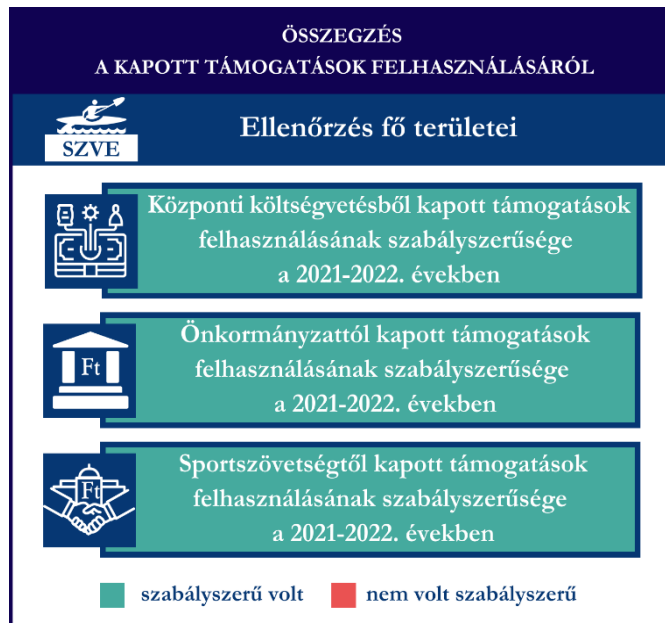 ÖSSZEGZÉS
A KAPOTT TÁMOGATÁSOK FELHASZNÁLÁSÁRÓL
SZVE
Ellenőrzés fő területei
Központi költségvetésből kapott támogatások
felhasználásának szabályszerűsége
a 2021-2022. években
Ft
Önkormányzattól kapott támogatások
felhasználásának szabályszerűsége
a 2021-2022. években
Ft
Sportszövetségtől kapott támogatások
felhasználásának szabályszerűsége
a 2021-2022. években
szabályszerű volt
nem volt szabályszerű